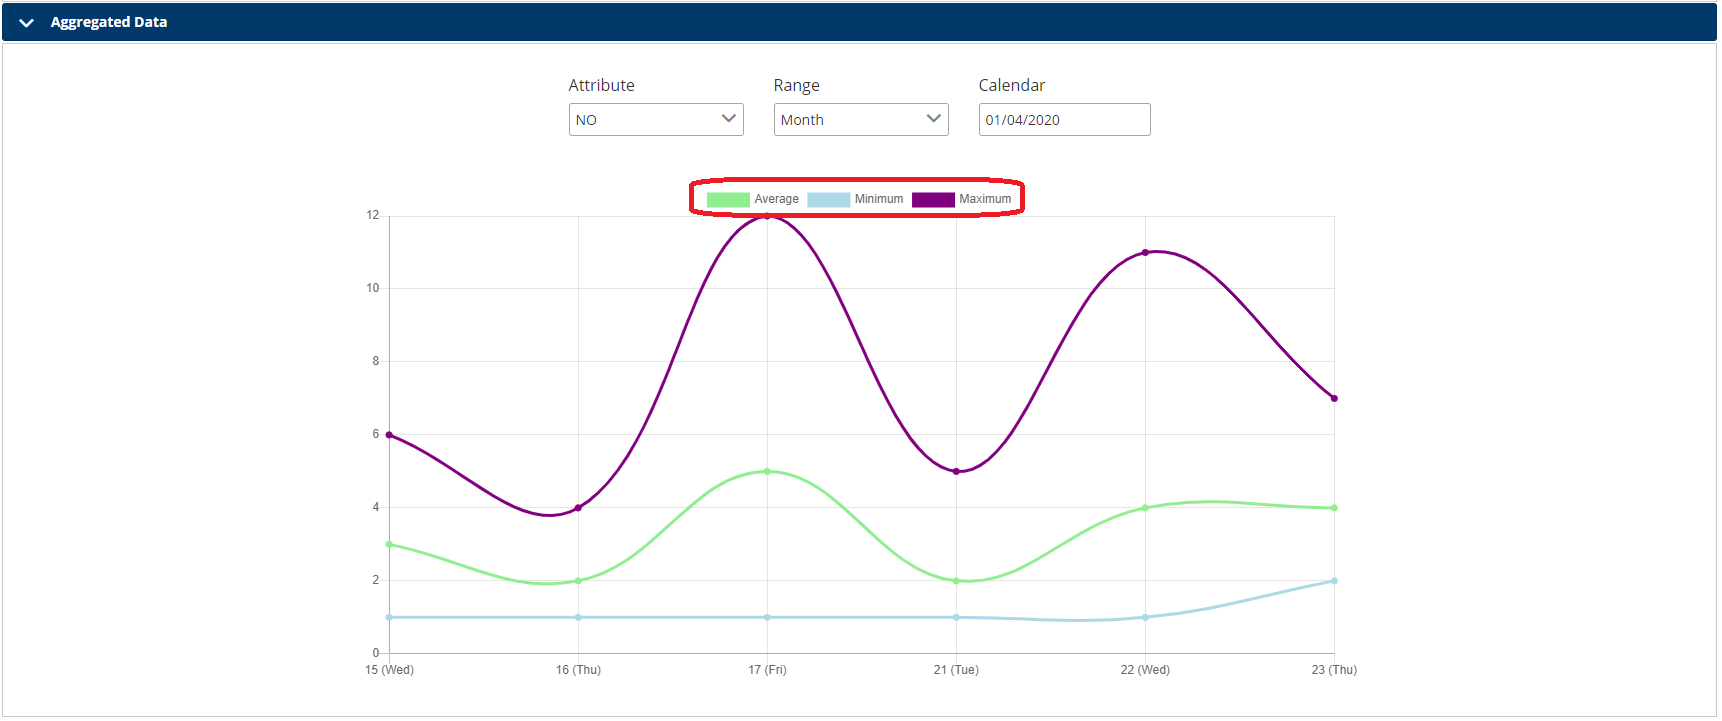 Aggregated Data
Attribute Range Calendar
NO Month 01/04/2020
Average Minimum Maximum
12
10
8
6
4
2
0
15 (Wed) 16 (Thu) 17 (Fri) 21 (Tue) 22 (Wed) 23 (Thu)